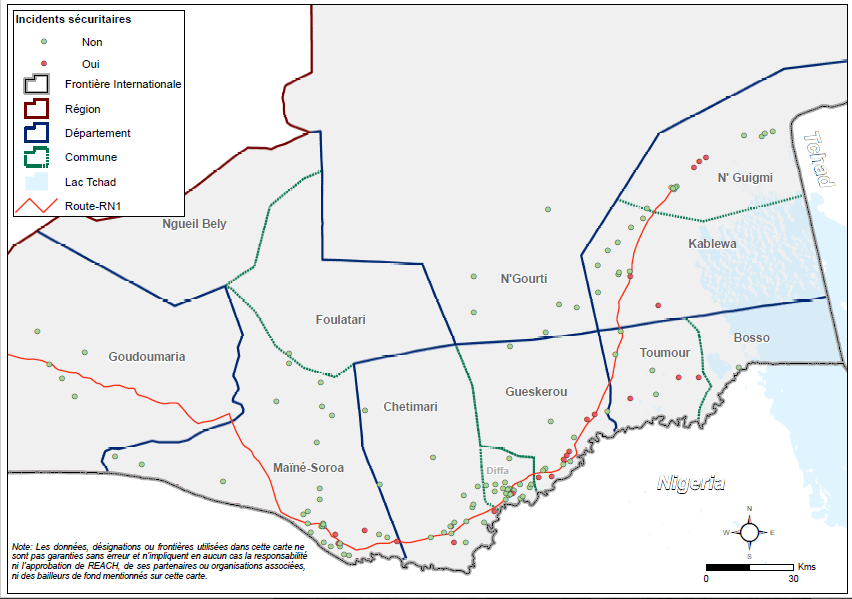 Incidents sécuritaires
Non
Oui
Frontière Internationale
Région
Département
Commune
Lac Tchad
Route-RN1
Tchad
N' Guigmi
Ngueil Bely
Kablewa
N'Gourti
Foulatari
Bosso
Toumour
Goudoumaria
Gueskerou
Chetimari
Maïné-Soroa
Diffa
Nigeria
N
W
E
S
Kms
0
30
Note: Les données, désignations ou frontières utilisées dans cette carte ne
sont pas garanties sans erreur et n'impliquent en aucun cas la responsabilité
ni l'approbation de REACH, de ses partenaires ou organisations associées,
ni des bailleurs de fond mentionnés sur cette carte.